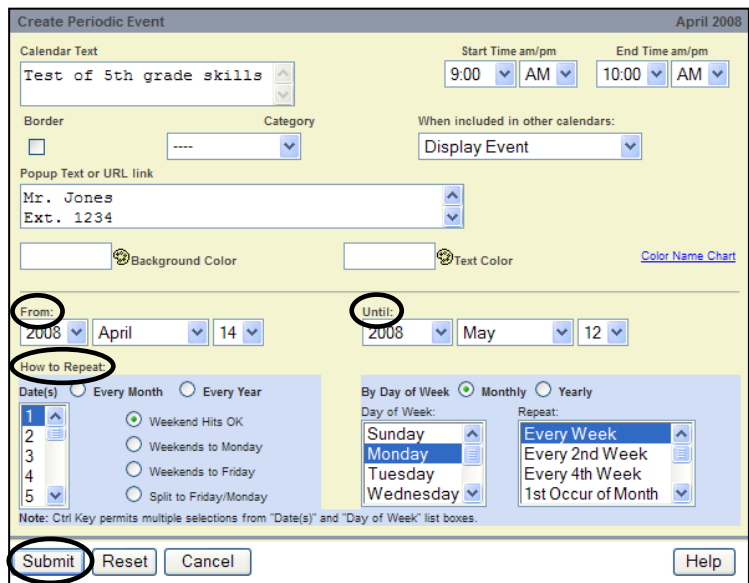 Create Periodic Event April 2008
Calendar Text Start Time am/pm End Time am/pm
Test of 5th grade skills 9:00 AM 10:00 AM
Border Category When included in other calendars:
---- Display Event
Popup Text or URL link
Mr. Jones
Ext. 1234
Background Color Text Color Color Name Chart
From: Until:
2008 April 14 2008 May 12
How to Repeat:
Date(s) Every Month Every Year By Day of Week Monthly Yearly
Day of Week: Repeat:
1 Weekend Hits OK Sunday Every Week
2 Weekends to Monday Monday Every 2nd Week
3 Weekends to Friday Tuesday Every 4th Week
4 Split to Friday/Monday Wednesday 1st Occur of Month
5
Note: Ctrl Key permits multiple selections from "Date(s)" and "Day of Week" list boxes.
Submit Reset Cancel Help